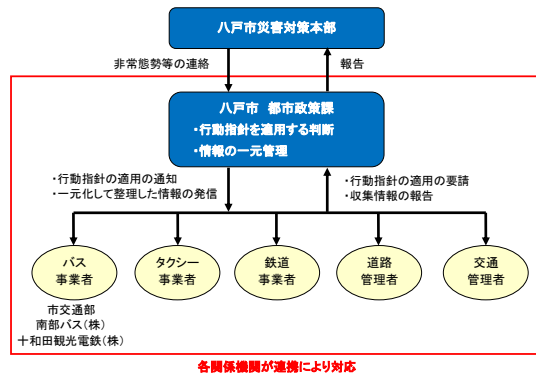 八戸市災害対策本部
非常態勢等の連絡
報告
八戸市 都市政策課
・行動指針を適用する判断
・情報の一元管理
・行動指針の適用の通知
・一元化して整理した情報の発信
・行動指針の適用の要請
・収集情報の報告
バス
事業者
タクシー
事業者
鉄道
事業者
道路
管理者
交通
管理者
市交通部
南部バス(株)
十和田観光電鉄(株)
各関係機関が連携により対応